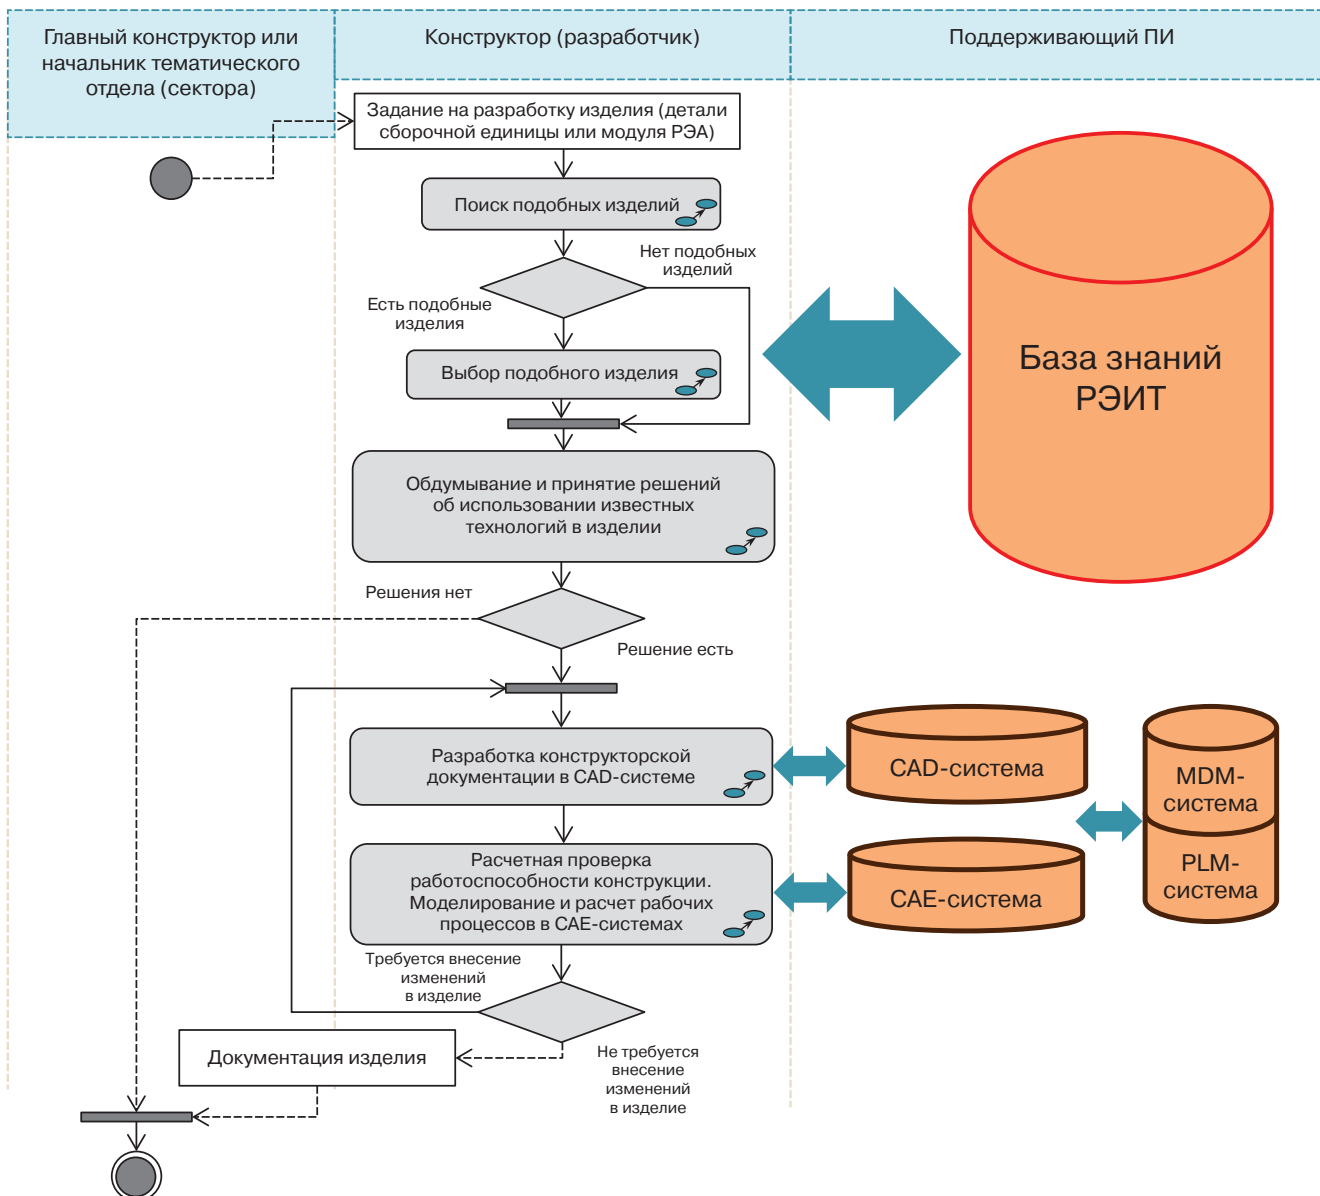 Главный конструктор или
начальник тематического
отдела (сектора)
Конструктор (разработчик)
Поддерживающий ПИ
Задание на разработку изделия (детали
сборочной единицы или модуля РЭА)
Поиск подобных изделий
Нет подобных
изделий
Есть подобные
изделия
Выбор подобного изделия
База знаний
РЭИТ
Обдумывание и принятие решений
об использовании известных
технологий в изделии
Решения нет
Решение есть
Разработка конструкторской
документации в CAD-системе
CAD-система
MDM-
система
PLM-
система
Расчетная проверка
работоспособности конструкции.
Моделирование и расчет рабочих
процессов в CAE-системах
CAE-система
Требуется внесение
изменений
в изделие
Документация изделия
Не требуется
внесение
изменений
в изделие